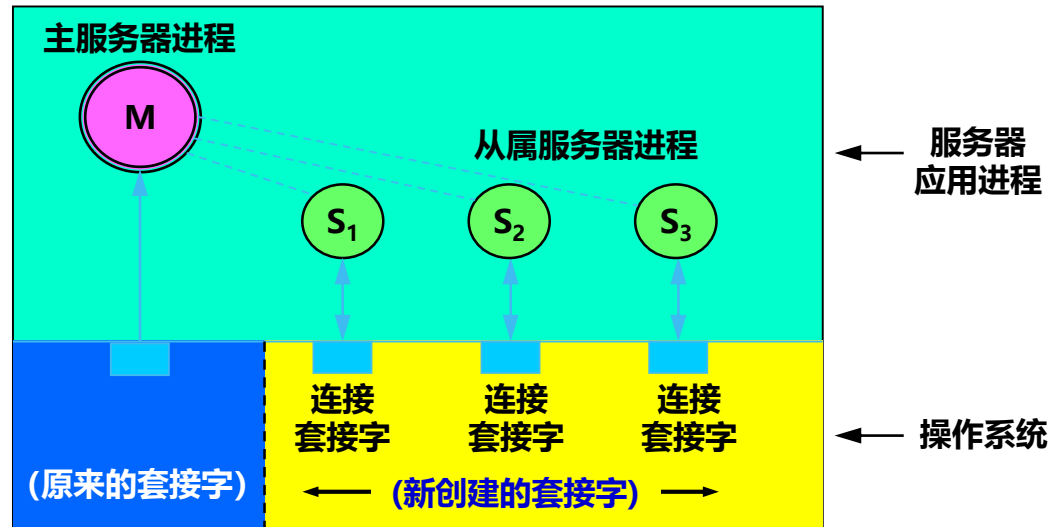 主服务器进程
M
从属服务器进程
服务器
应用进程
S₁
S₂
S₃
连接
套接字
连接
套接字
连接
套接字
操作系统
(原来的套接字)
(新创建的套接字)